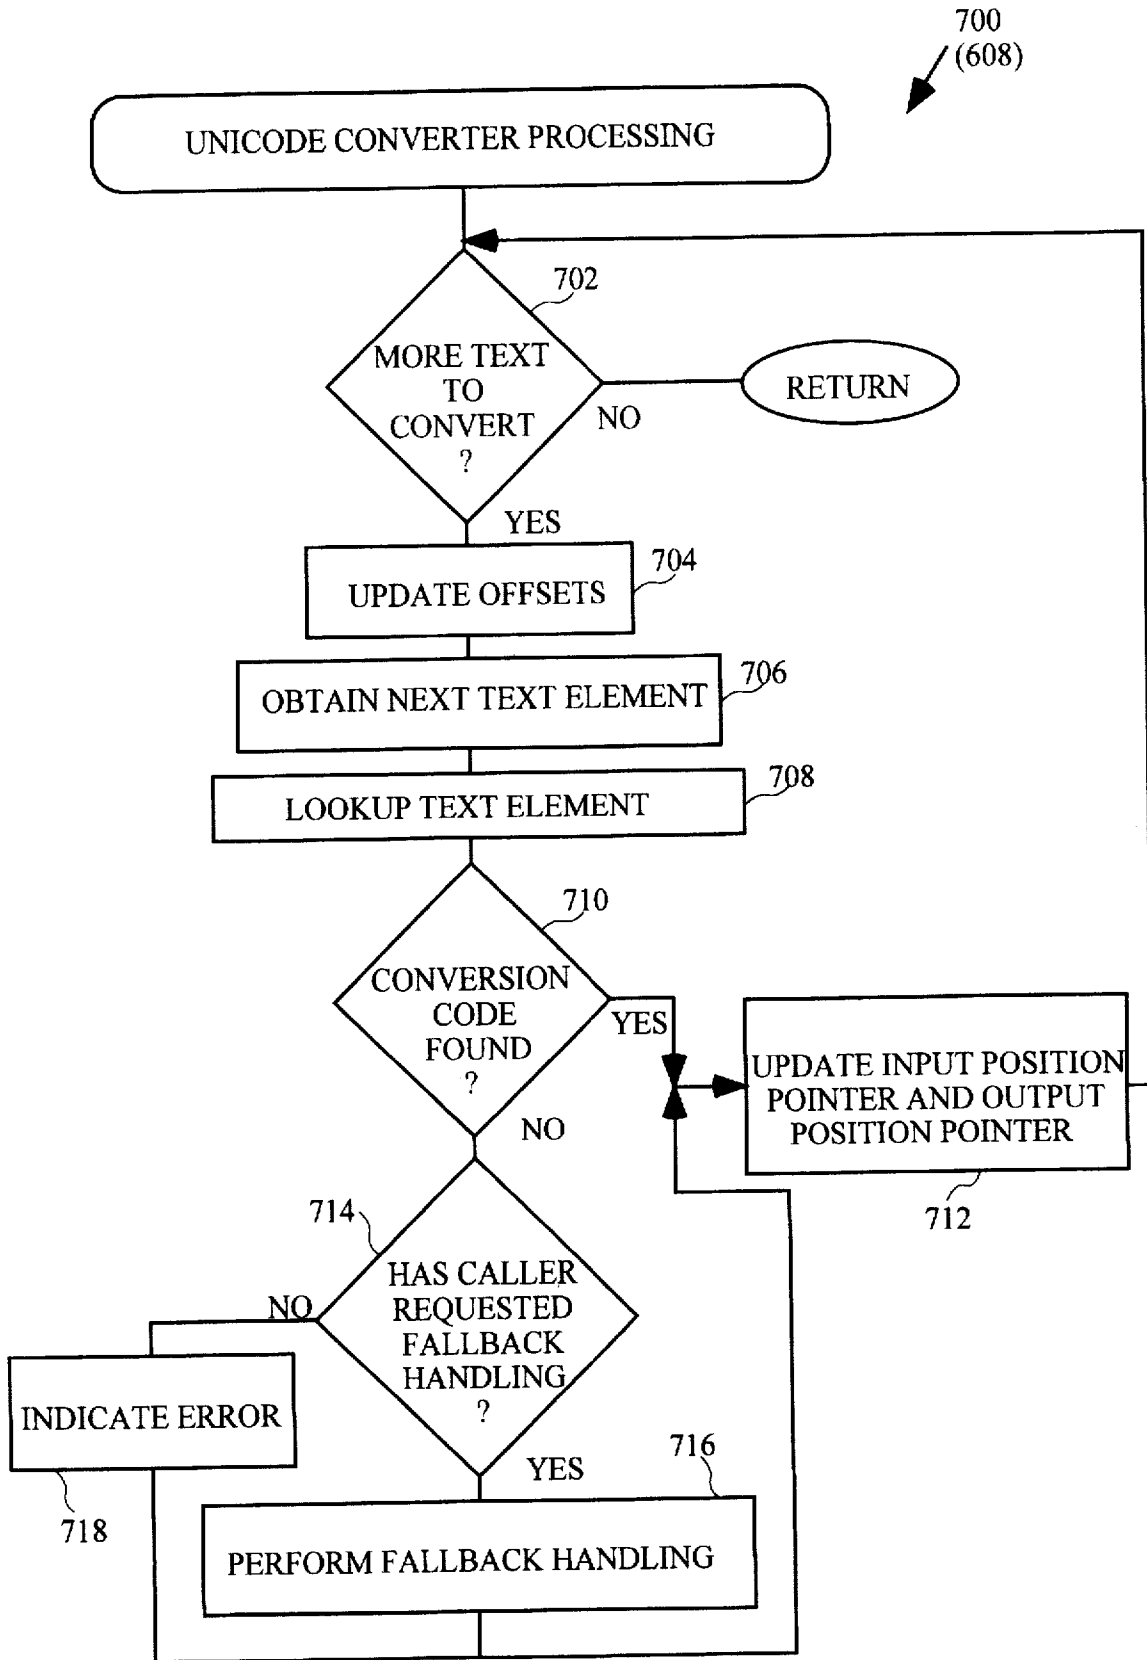 700
(608)
UNICODE CONVERTER PROCESSING
702
MORE TEXT
TO
CONVERT
?
NO
RETURN
YES
704
UPDATE OFFSETS
706
OBTAIN NEXT TEXT ELEMENT
708
LOOKUP TEXT ELEMENT
710
CONVERSION
CODE
FOUND
?
YES
NO
UPDATE INPUT POSITION
POINTER AND OUTPUT
POSITION POINTER
712
714
HAS CALLER
REQUESTED
FALLBACK
HANDLING
?
NO
INDICATE ERROR
718
YES
716
PERFORM FALLBACK HANDLING